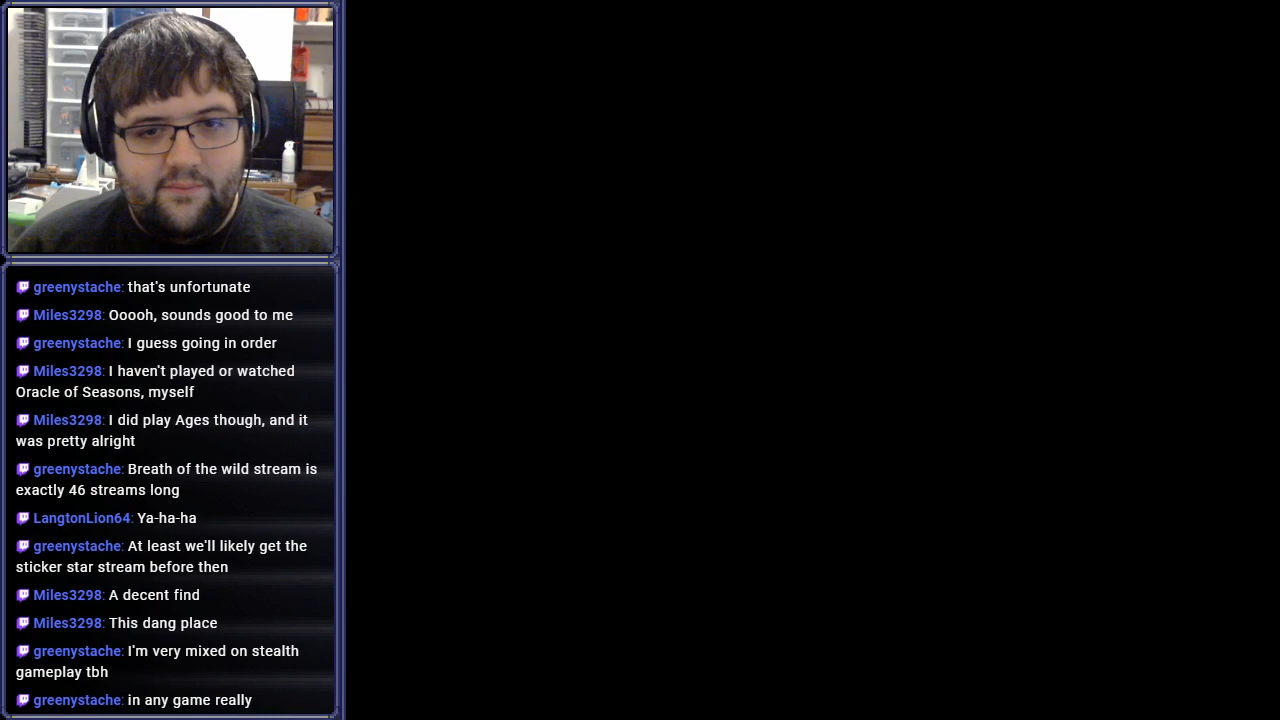 greenystache: that's unfortunate
Miles3298: Ooooh, sounds good to me
greenystache: I guess going in order
Miles3298: I haven't played or watched
Oracle of Seasons, myself
Miles3298: I did play Ages though, and it
was pretty alright
greenystache: Breath of the wild stream is
exactly 46 streams long
LangtonLion64: Ya-ha-ha
greenystache: At least we'll likely get the
sticker star stream before then
Miles3298: A decent find
Miles3298: This dang place
greenystache: I'm very mixed on stealth
gameplay tbh
greenystache: in any game really